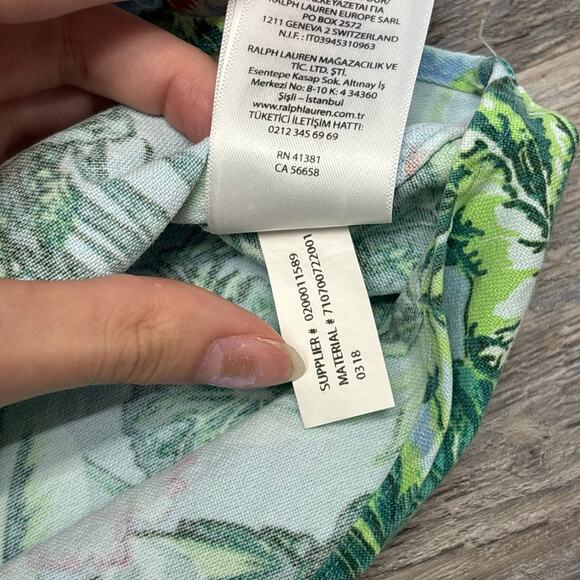 RALPH LAUREN EUROPE SARL
PO BOX 2572
1211 GENEVA 2 SWITZERLAND
N.I.F.: IT03945310963
RALPH LAUREN MAĞAZACILIK VE
TİC. LTD. ŞTİ.
Esentepe Kasap Sok. Altınay İş
Merkezi No: 8-10 K: 4 34360
Şişli – İstanbul
www.ralphlauren.com.tr
TÜKETİCİ İLETİŞİM HATTI:
0212 345 69 69
RN 41381
CA 56658
SUPPLIER# 0200011589
MATERIAL # 710700722001
0318